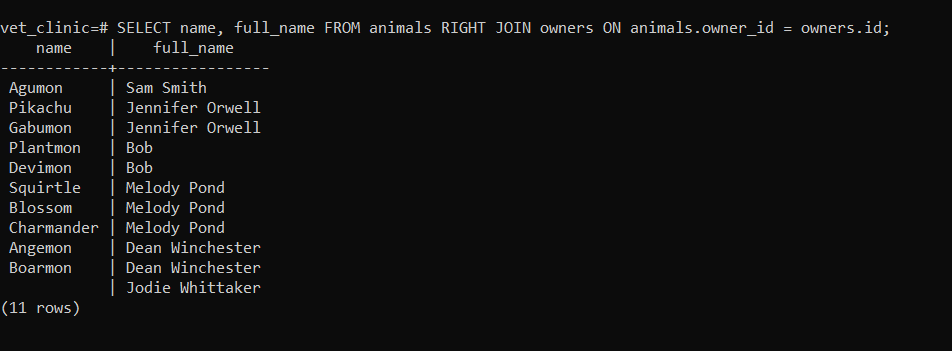 vet_clinic=# SELECT name, full_name FROM animals RIGHT JOIN owners ON animals.owner_id = owners.id;
    name    |    full_name
------------+-----------------
 Agumon     | Sam Smith
 Pikachu    | Jennifer Orwell
 Gabumon    | Jennifer Orwell
 Plantmon   | Bob
 Devimon    | Bob
 Squirtle   | Melody Pond
 Blossom    | Melody Pond
 Charmander | Melody Pond
 Angemon    | Dean Winchester
 Boarmon    | Dean Winchester
            | Jodie Whittaker
(11 rows)